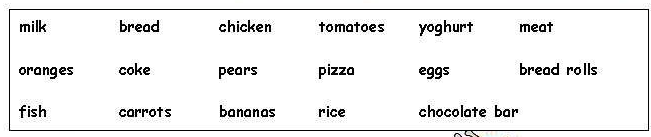 milk bread chicken tomatoes yoghurt meat
oranges coke pears pizza eggs bread rolls
fish carrots bananas rice chocolate bar